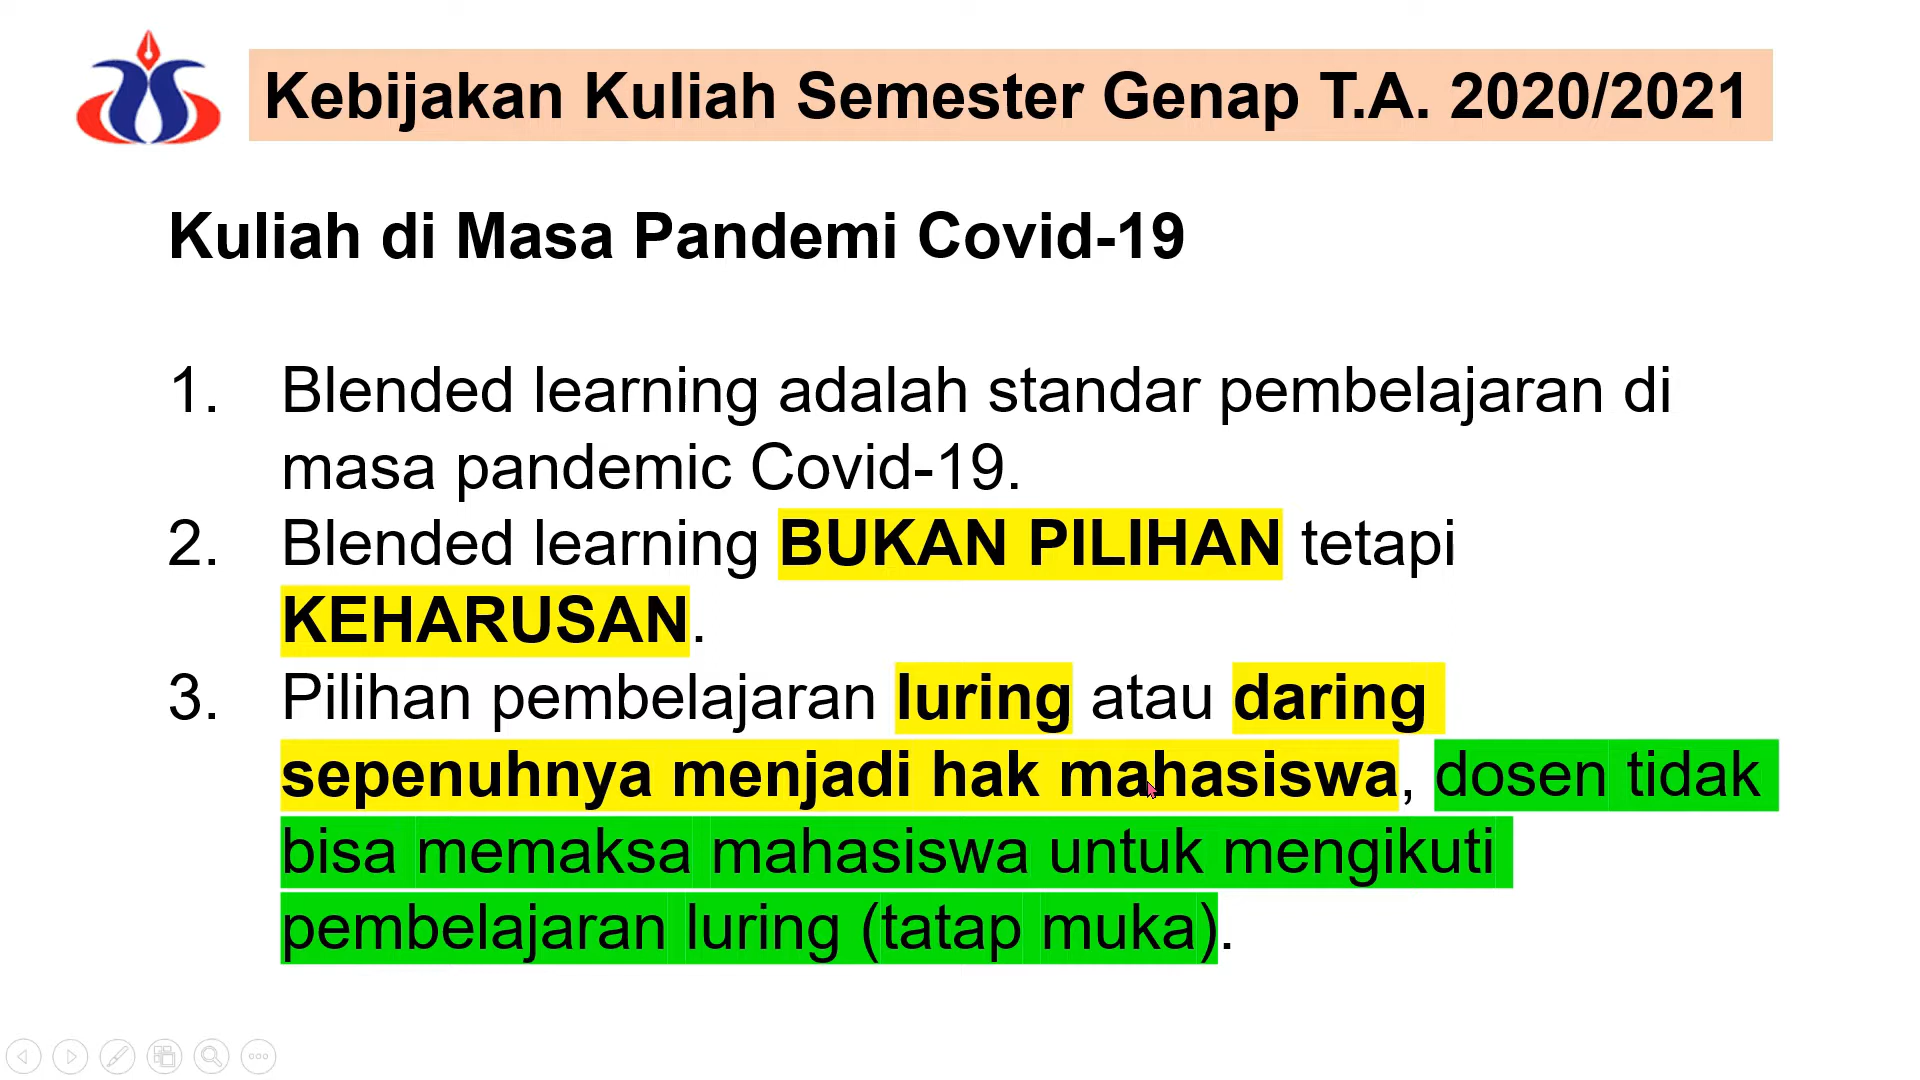 Kebijakan Kuliah Semester Genap T.A. 2020/2021
Kuliah di Masa Pandemi Covid-19
1. Blended learning adalah standar pembelajaran di
masa pandemic Covid-19.
2. Blended learning BUKAN PILIHAN tetapi
KEHARUSAN.
3. Pilihan pembelajaran luring atau daring
sepenuhnya menjadi hak mahasiswa, dosen tidak
bisa memaksa mahasiswa untuk mengikuti
pembelajaran luring (tatap muka).